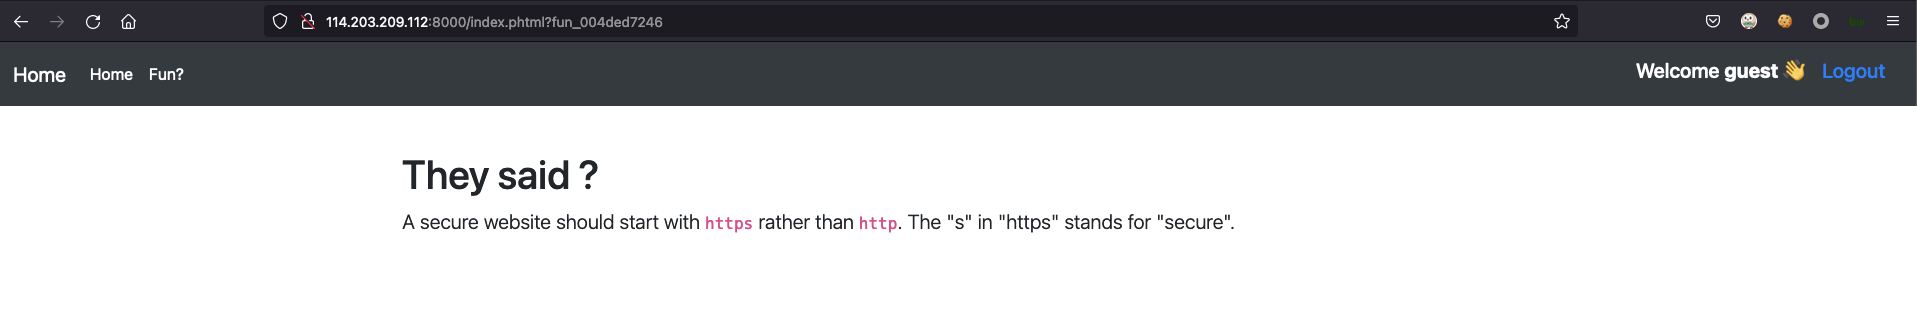 114.203.209.112:8000/index.phtml?fun_004ded7246
Home Home Fun? Welcome guest 👋 Logout
They said ?
A secure website should start with https rather than http. The "s" in "https" stands for "secure".